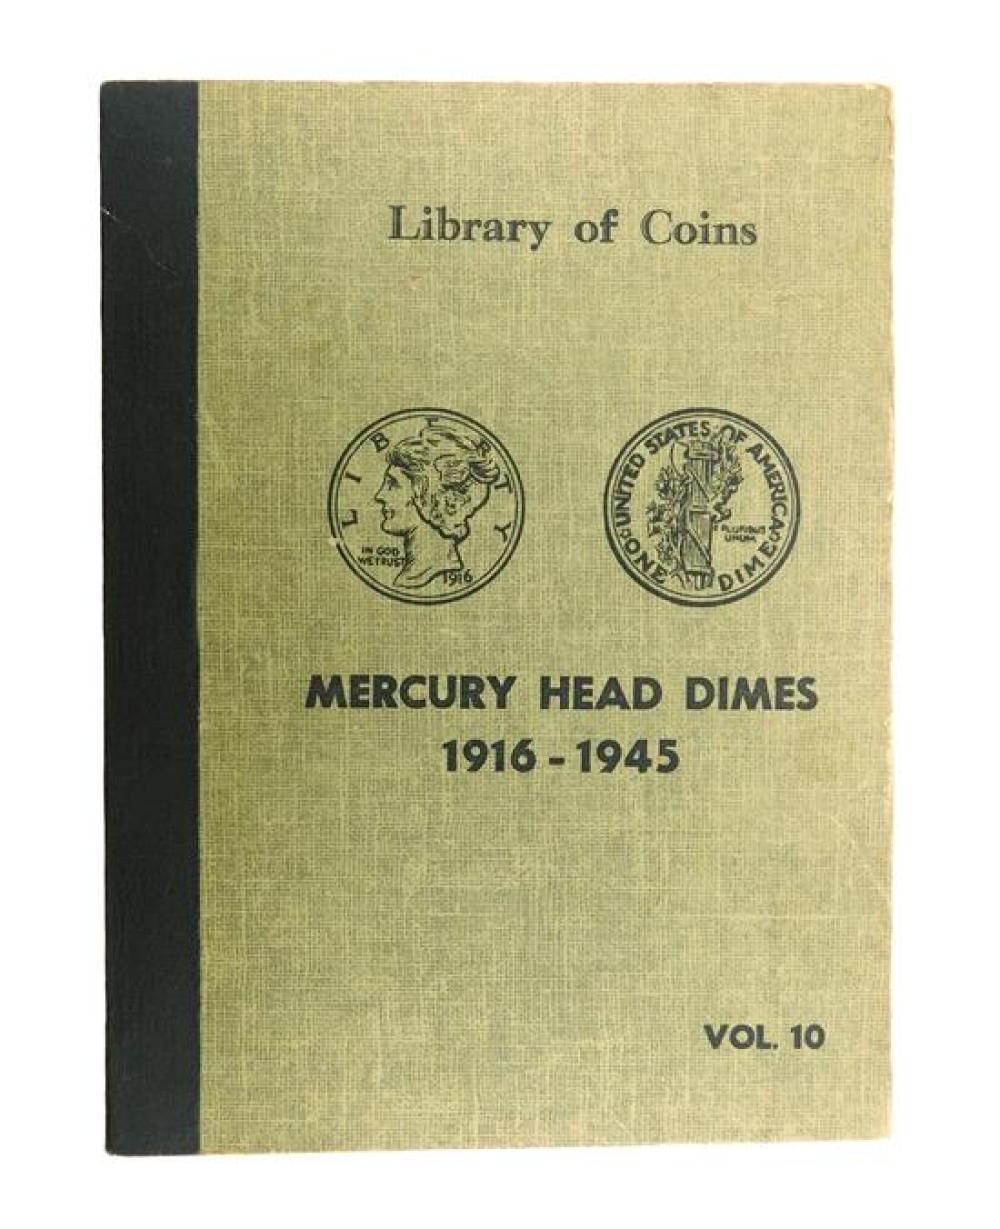 Library of Coins
LIBERTY
IN GOD
WE TRUST
1916
UNITED STATES OF AMERICA
PLURIBUS
UNUM
ONE DIME
MERCURY HEAD DIMES
1916 - 1945
VOL. 10